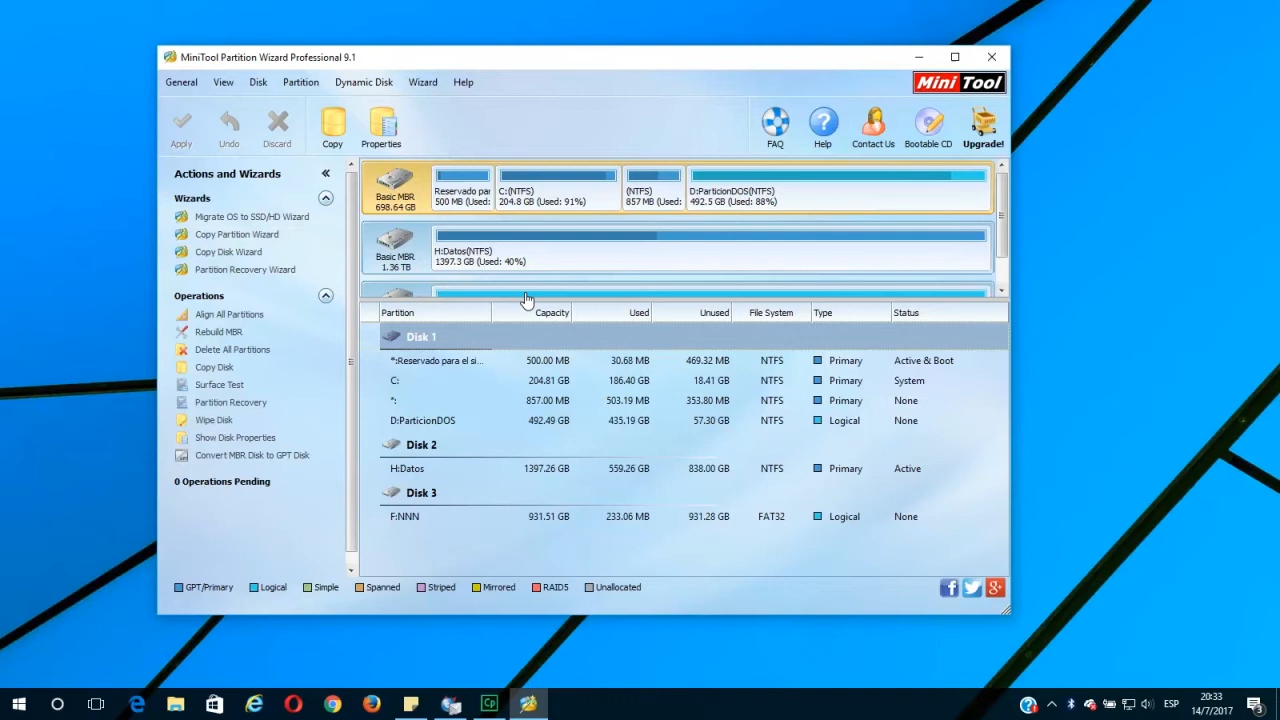 MiniTool Partition Wizard Professional 9.1
General View Disk Partition Dynamic Disk Wizard Help
Mini Tool
Apply Undo Discard Copy Properties FAQ Help Contact Us Bootable CD Upgrade!
Actions and Wizards
Wizards
Migrate OS to SSD/HD Wizard
Copy Partition Wizard
Copy Disk Wizard
Partition Recovery Wizard
Operations
Align All Partitions
Rebuild MBR
Delete All Partitions
Copy Disk
Surface Test
Partition Recovery
Wipe Disk
Show Disk Properties
Convert MBR Disk to GPT Disk
0 Operations Pending
Basic MBR
698.64 GB
Reservado par
500 MB (Used:
C:(NTFS)
204.8 GB (Used: 91%)
(NTFS)
857 MB (Used:
D:ParticionDOS(NTFS)
492.5 GB (Used: 88%)
Basic MBR
1.36 TB
H:Datos(NTFS)
1397.3 GB (Used: 40%)
Partition Capacity Used Unused File System Type Status
Disk 1
*:Reservado para el si... 500.00 MB 30.68 MB 469.32 MB NTFS Primary Active & Boot
C: 204.81 GB 186.40 GB 18.41 GB NTFS Primary System
*: 857.00 MB 503.19 MB 353.80 MB NTFS Primary None
D:ParticionDOS 492.49 GB 435.19 GB 57.30 GB NTFS Logical None
Disk 2
H:Datos 1397.26 GB 559.26 GB 838.00 GB NTFS Primary Active
Disk 3
F:NNN 931.51 GB 233.06 MB 931.28 GB FAT32 Logical None
GPT/Primary Logical Simple Spanned Striped Mirrored RAID5 Unallocated
Cp
ESP
20:33
14/7/2017
3